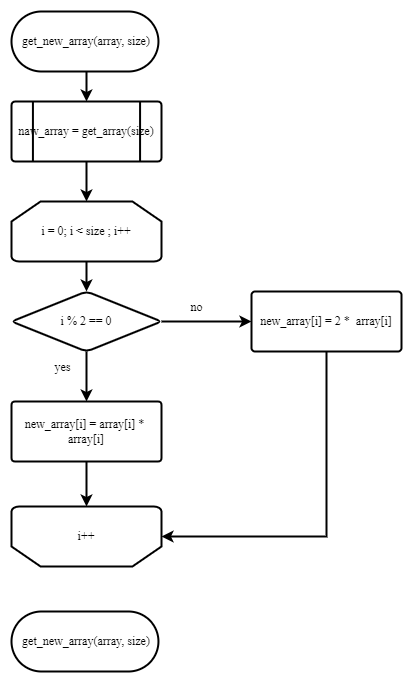 get_new_array(array, size)
naw_array = get_array(size)
i = 0; i < size ; i++
i % 2 == 0
no
new_array[i] = 2 * array[i]
yes
new_array[i] = array[i] *
array[i]
i++
get_new_array(array, size)